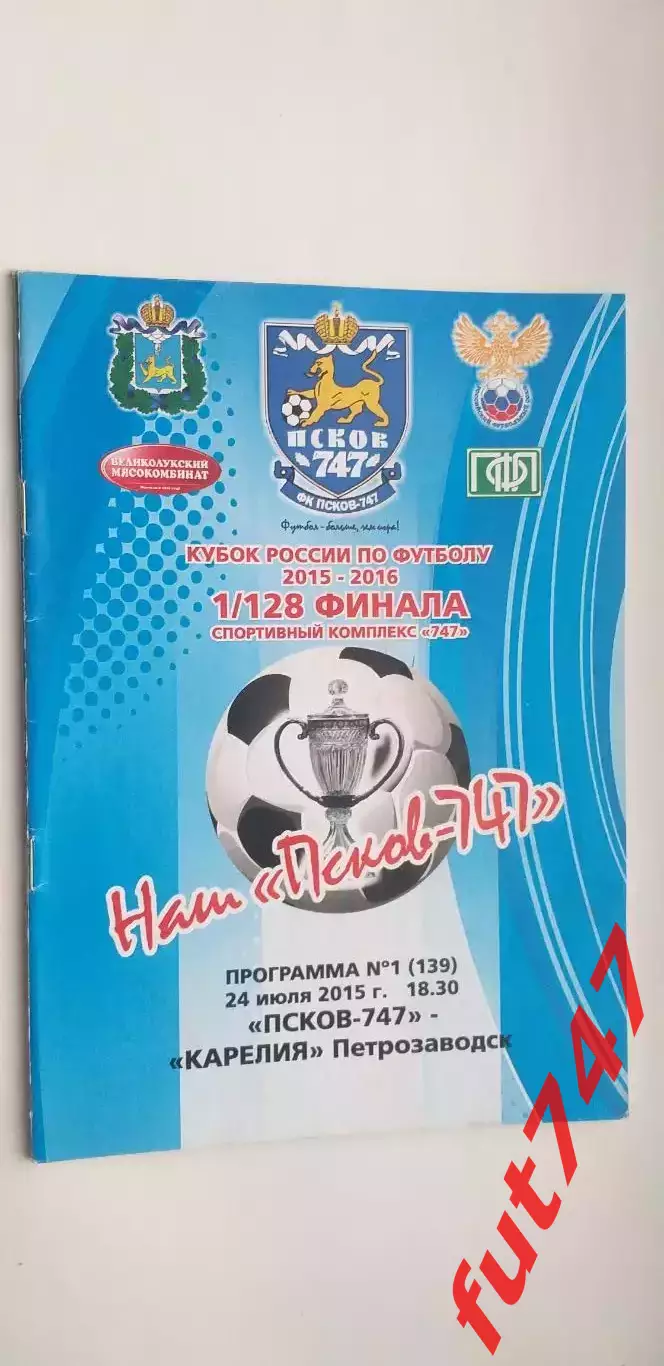 ПСКОВ
747
ФК ПСКОВ-747
ВЕЛИКОЛУКСКИЙ
МЯСОКОМБИНАТ
ПФЛ
Футбол - больше, чем игра!
КУБОК РОССИИ ПО ФУТБОЛУ
2015 - 2016
1/128 ФИНАЛА
СПОРТИВНЫЙ КОМПЛЕКС «747»
Наш «Псков-747»
ПРОГРАММА №1 (139)
24 июля 2015 г. 18.30
«ПСКОВ-747» -
«КАРЕЛИЯ» Петрозаводск
fut747